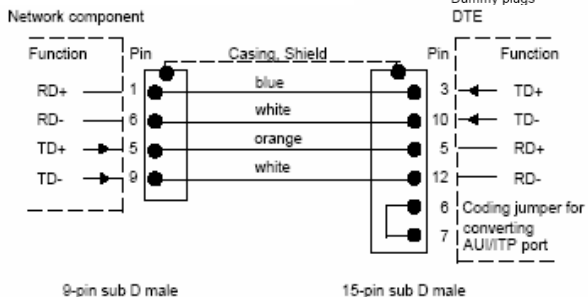 Dummy plugs
Network component DTE
Function Pin Casing, Shield Pin Function
RD+ 1 blue 3 TD+
RD- 6 white 10 TD-
TD+ 5 orange 5 RD+
TD- 9 white 12 RD-
6 Coding jumper for
7 converting
AUI/ITP port
9-pin sub D male 15-pin sub D male